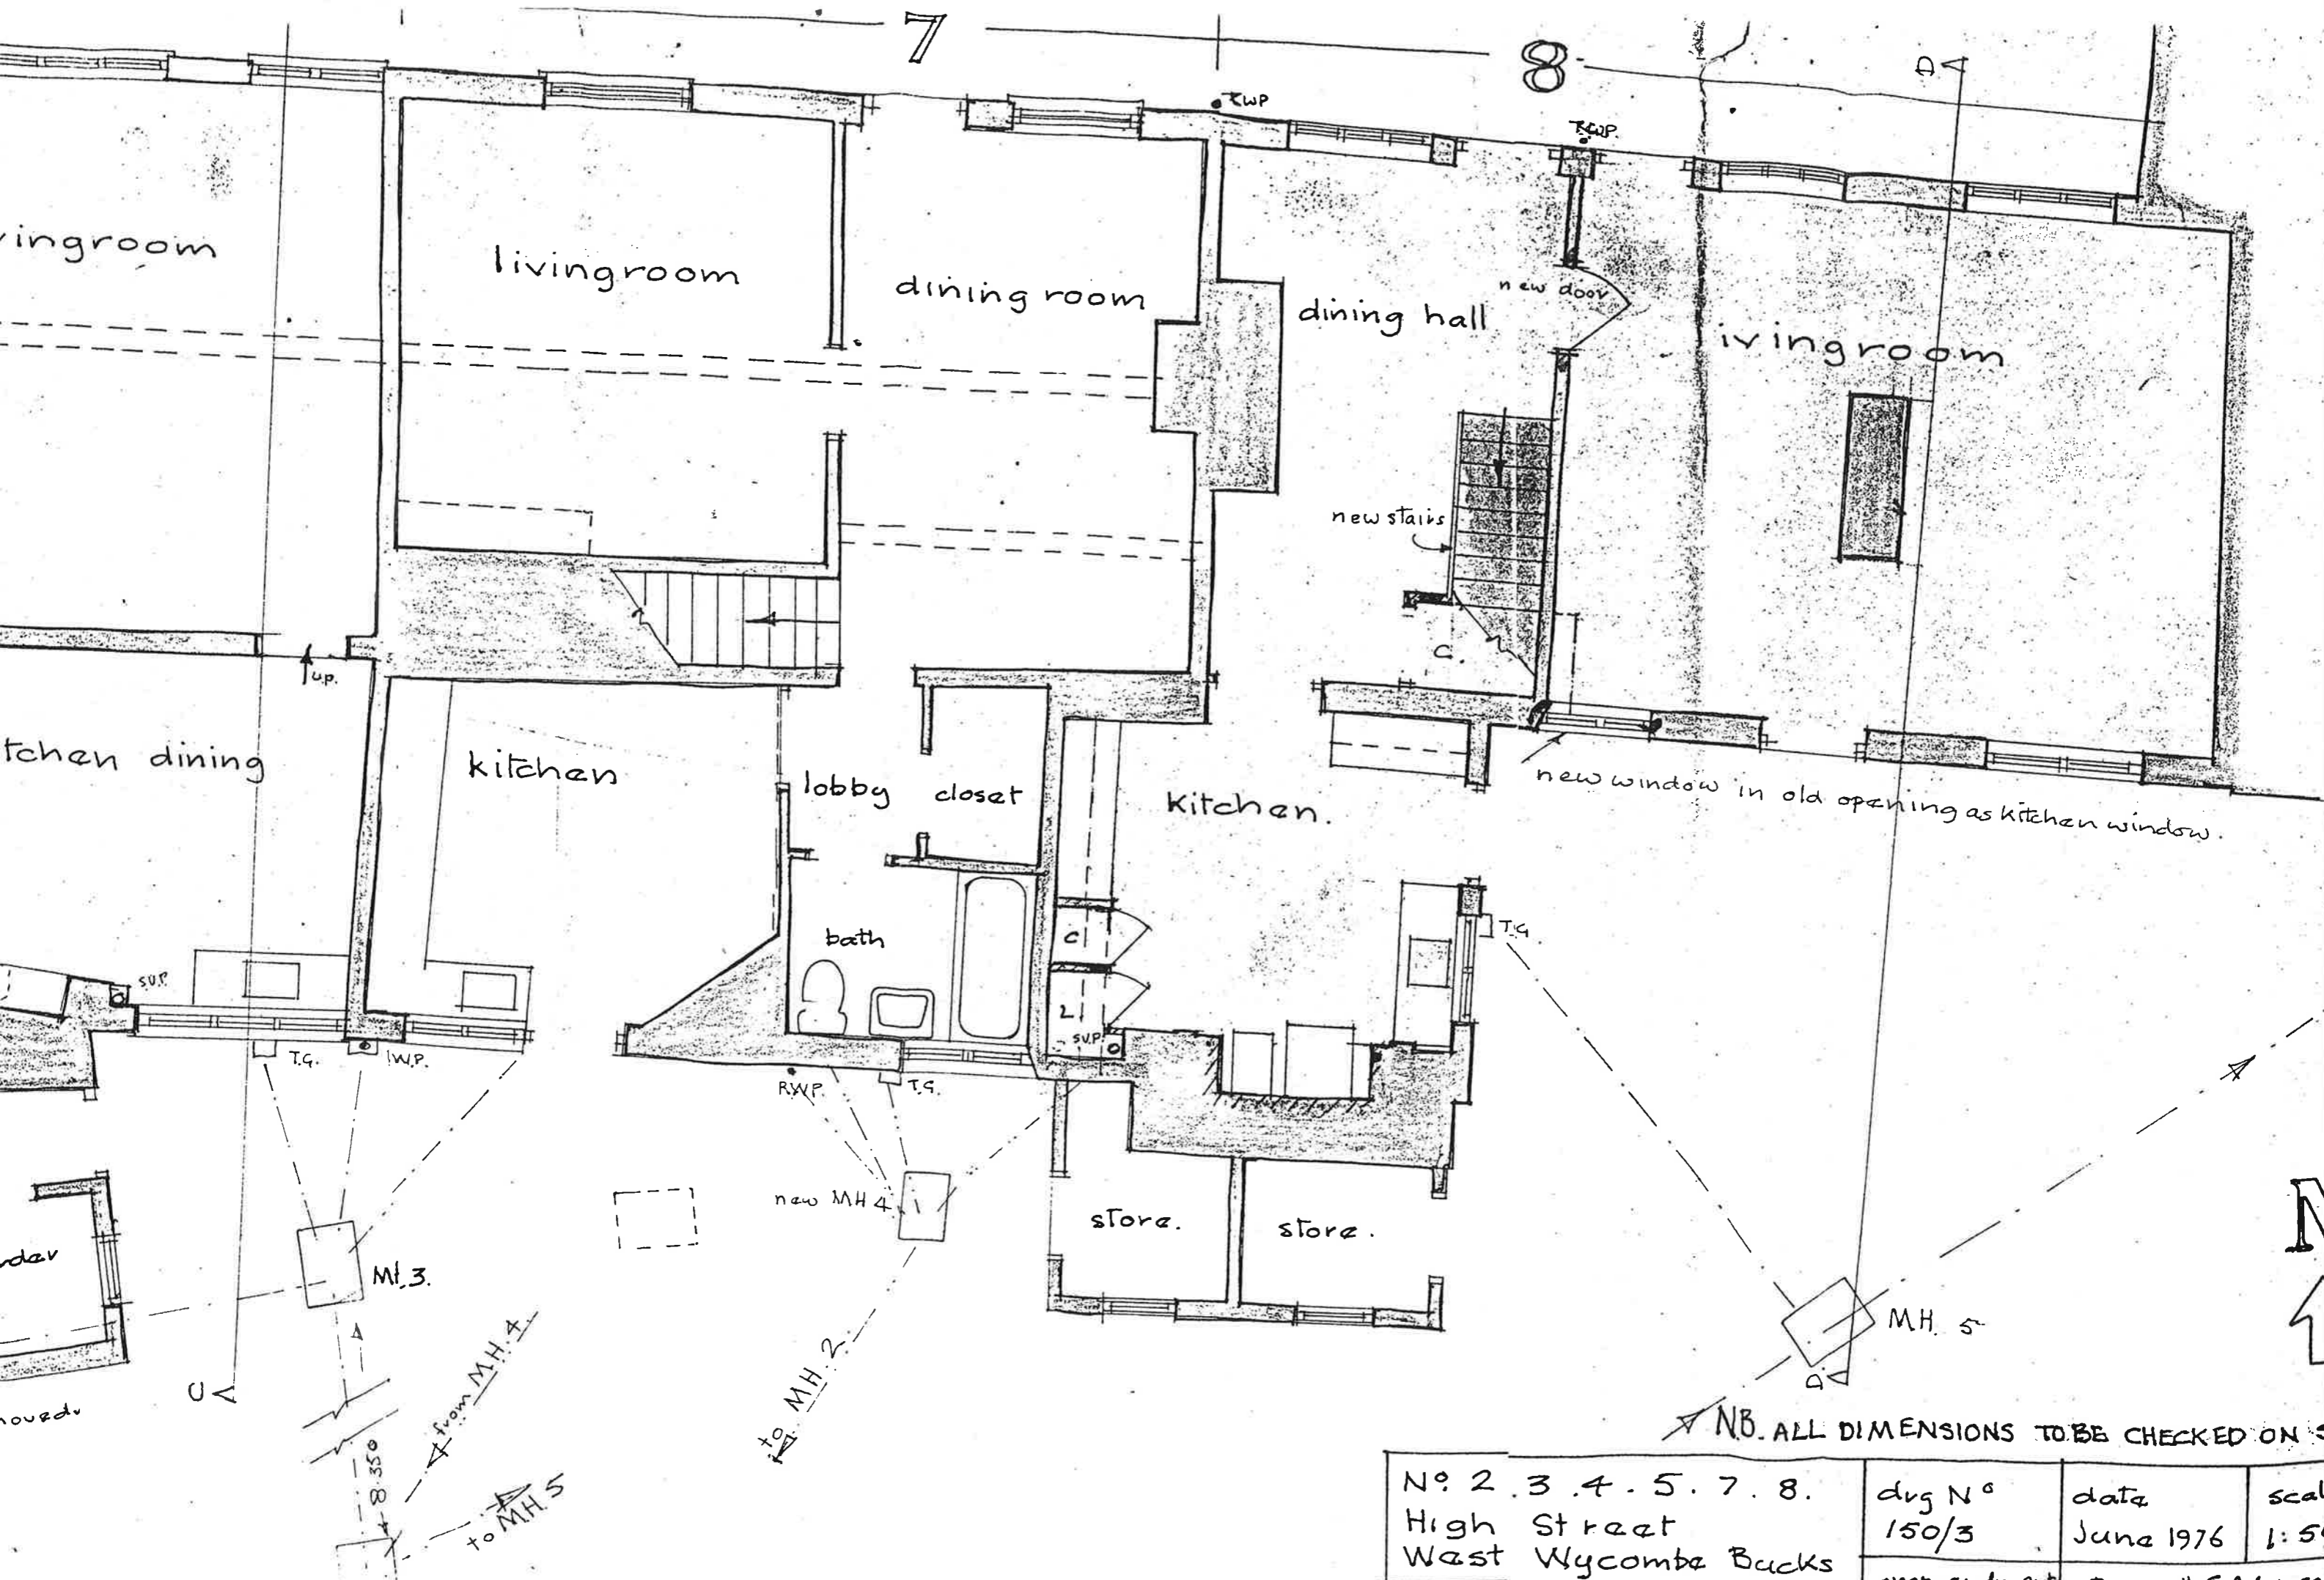 7
8
D
RWP
R.W.P.
ivingroom
livingroom
dining room
dining hall
new door
ivingroom
new stairs
C.
up.
tchen dining
kitchen
lobby
closet
kitchen.
new window in old opening as kitchen window.
bath
C
L
S.V.P.
S.V.P.
T.G.
T.G.
W.P.
R.W.P.
T.G.
new MH 4
store.
store.
MH.3.
MH. 5
D
C
from MH. 4.
to MH. 2.
8.350
to MH. 5
N
NB. ALL DIMENSIONS TO BE CHECKED ON S
Nº 2.3.4.5.7.8.
High Street
West Wycombe Bucks
drg Nº
150/3
date
June 1976
scal
1:5